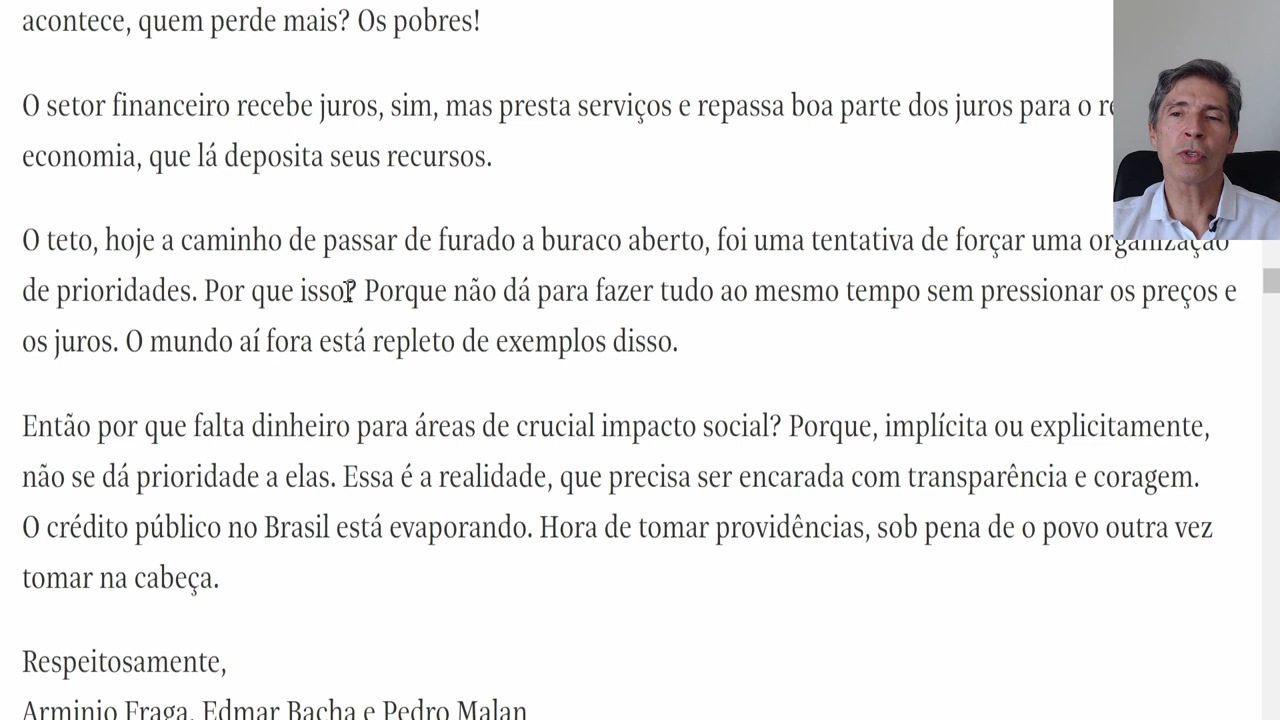 acontece, quem perde mais? Os pobres!
O setor financeiro recebe juros, sim, mas presta serviços e repassa boa parte dos juros para o
economia, que lá deposita seus recursos.
O teto, hoje a caminho de passar de furado a buraco aberto, foi uma tentativa de forçar uma organização
de prioridades. Por que isso? Porque não dá para fazer tudo ao mesmo tempo sem pressionar os preços e
os juros. O mundo aí fora está repleto de exemplos disso.
Então por que falta dinheiro para áreas de crucial impacto social? Porque, implícita ou explicitamente,
não se dá prioridade a elas. Essa é a realidade, que precisa ser encarada com transparência e coragem.
O crédito público no Brasil está evaporando. Hora de tomar providências, sob pena de o povo outra vez
tomar na cabeça.
Respeitosamente,
Arminio Fraga, Edmar Bacha e Pedro Malan